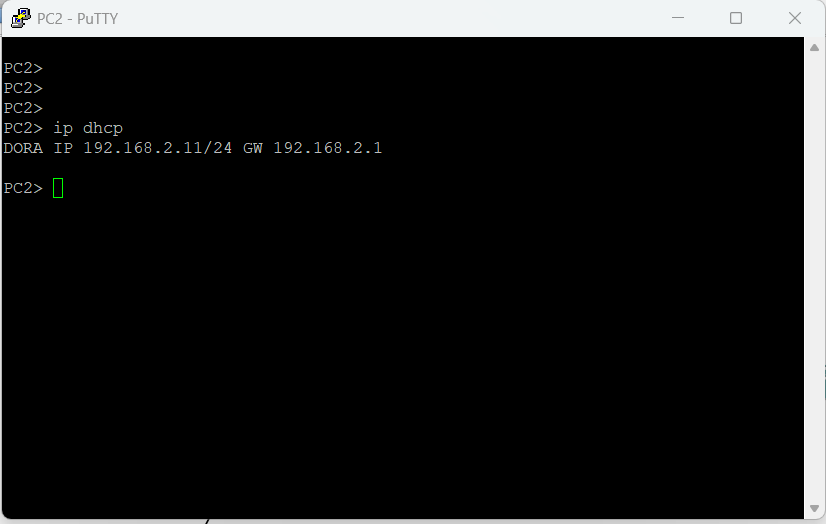 PC2 - PuTTY
PC2>
PC2>
PC2>
PC2> ip dhcp
DORA IP 192.168.2.11/24 GW 192.168.2.1
PC2>